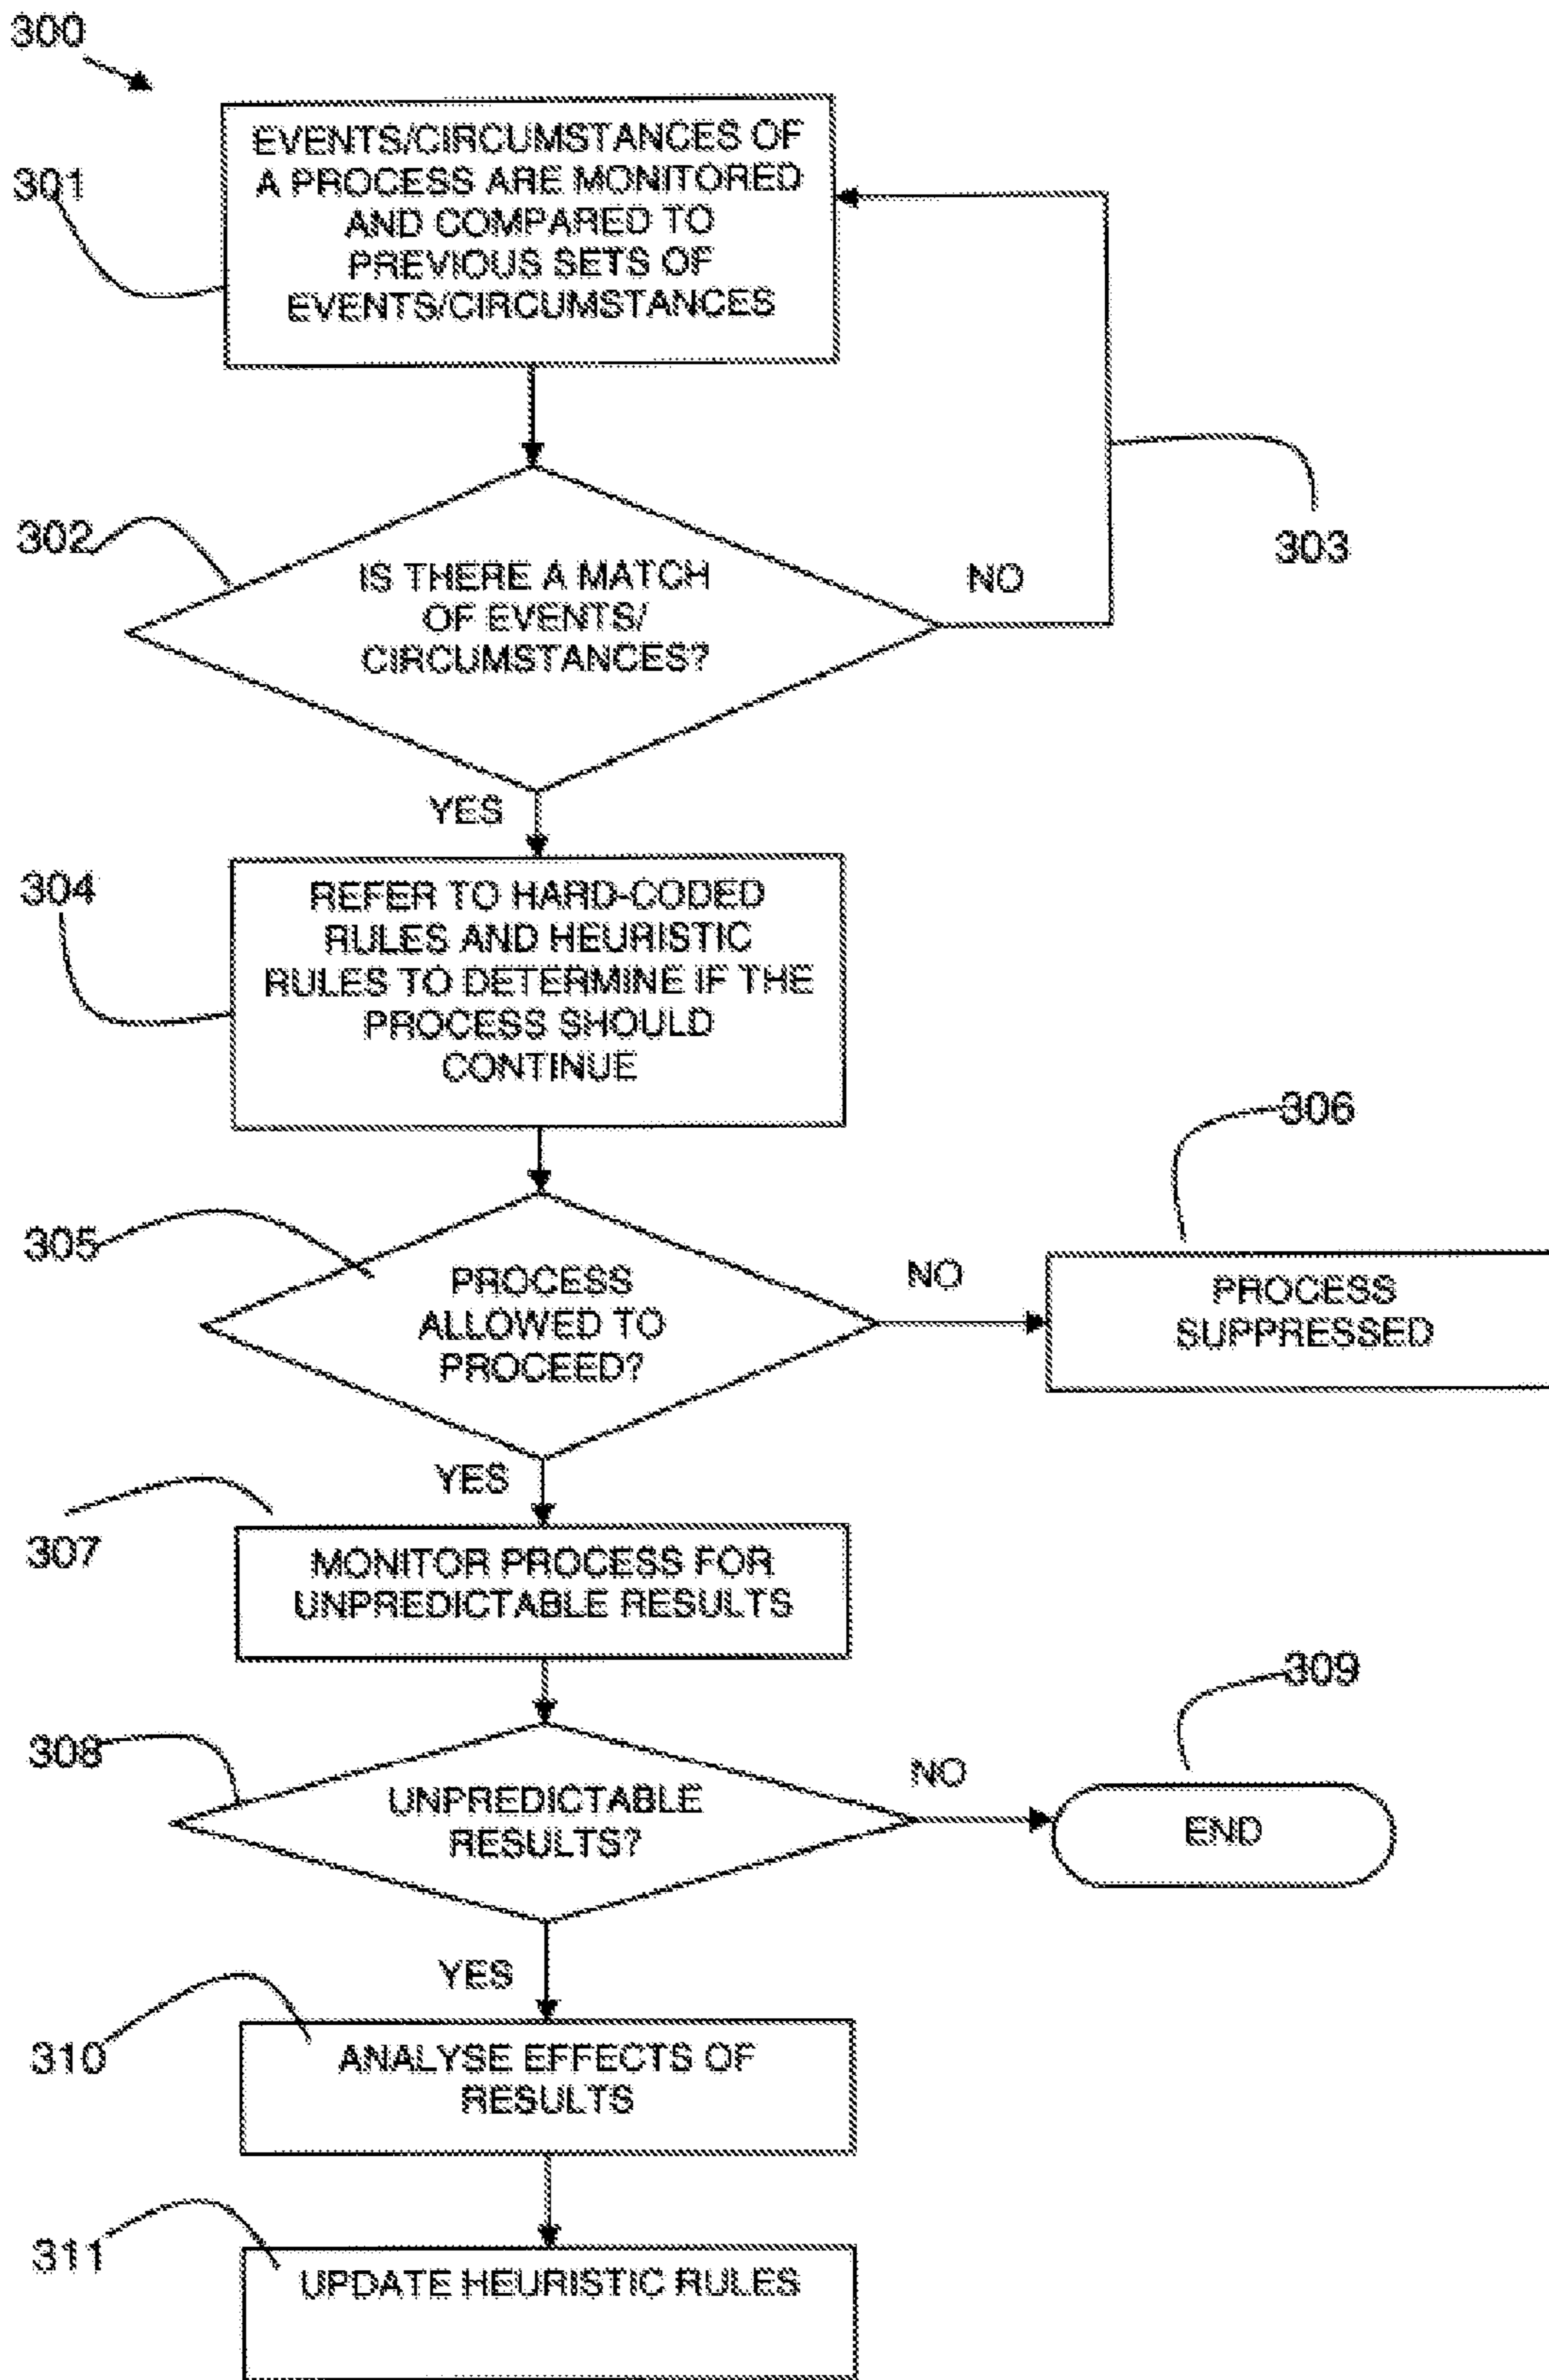 300
EVENTS/CIRCUMSTANCES OF
A PROCESS ARE MONITORED
AND COMPARED TO
PREVIOUS SETS OF
EVENTS/CIRCUMSTANCES
301
302
IS THERE A MATCH
OF EVENTS/
CIRCUMSTANCES?
NO
303
YES
304
REFER TO HARD-CODED
RULES AND HEURISTIC
RULES TO DETERMINE IF THE
PROCESS SHOULD
CONTINUE
305
PROCESS
ALLOWED TO
PROCEED?
NO
306
PROCESS
SUPPRESSED
YES
307
MONITOR PROCESS FOR
UNPREDICTABLE RESULTS
308
UNPREDICTABLE
RESULTS?
NO
309
END
YES
310
ANALYSE EFFECTS OF
RESULTS
311
UPDATE HEURISTIC RULES